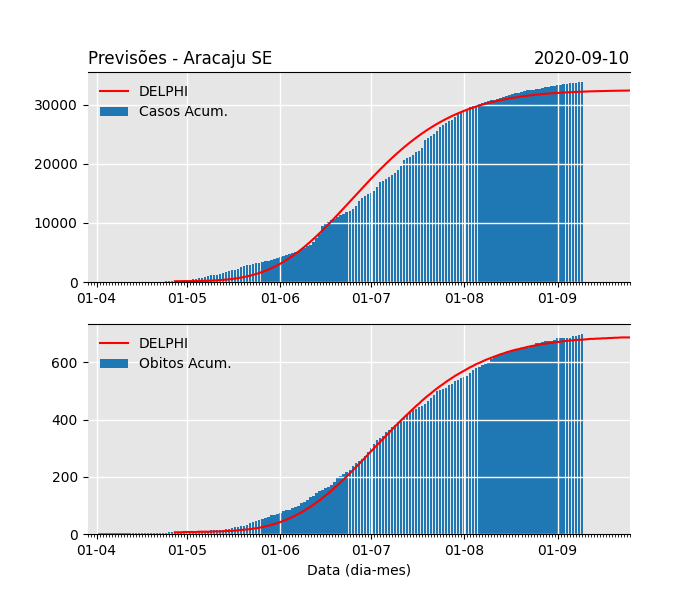 Previsões - Aracaju SE 2020-09-10
DELPHI
Casos Acum.
30000
20000
10000
0
01-04 01-05 01-06 01-07 01-08 01-09
DELPHI
Obitos Acum.
600
400
200
0
01-04 01-05 01-06 01-07 01-08 01-09
Data (dia-mes)